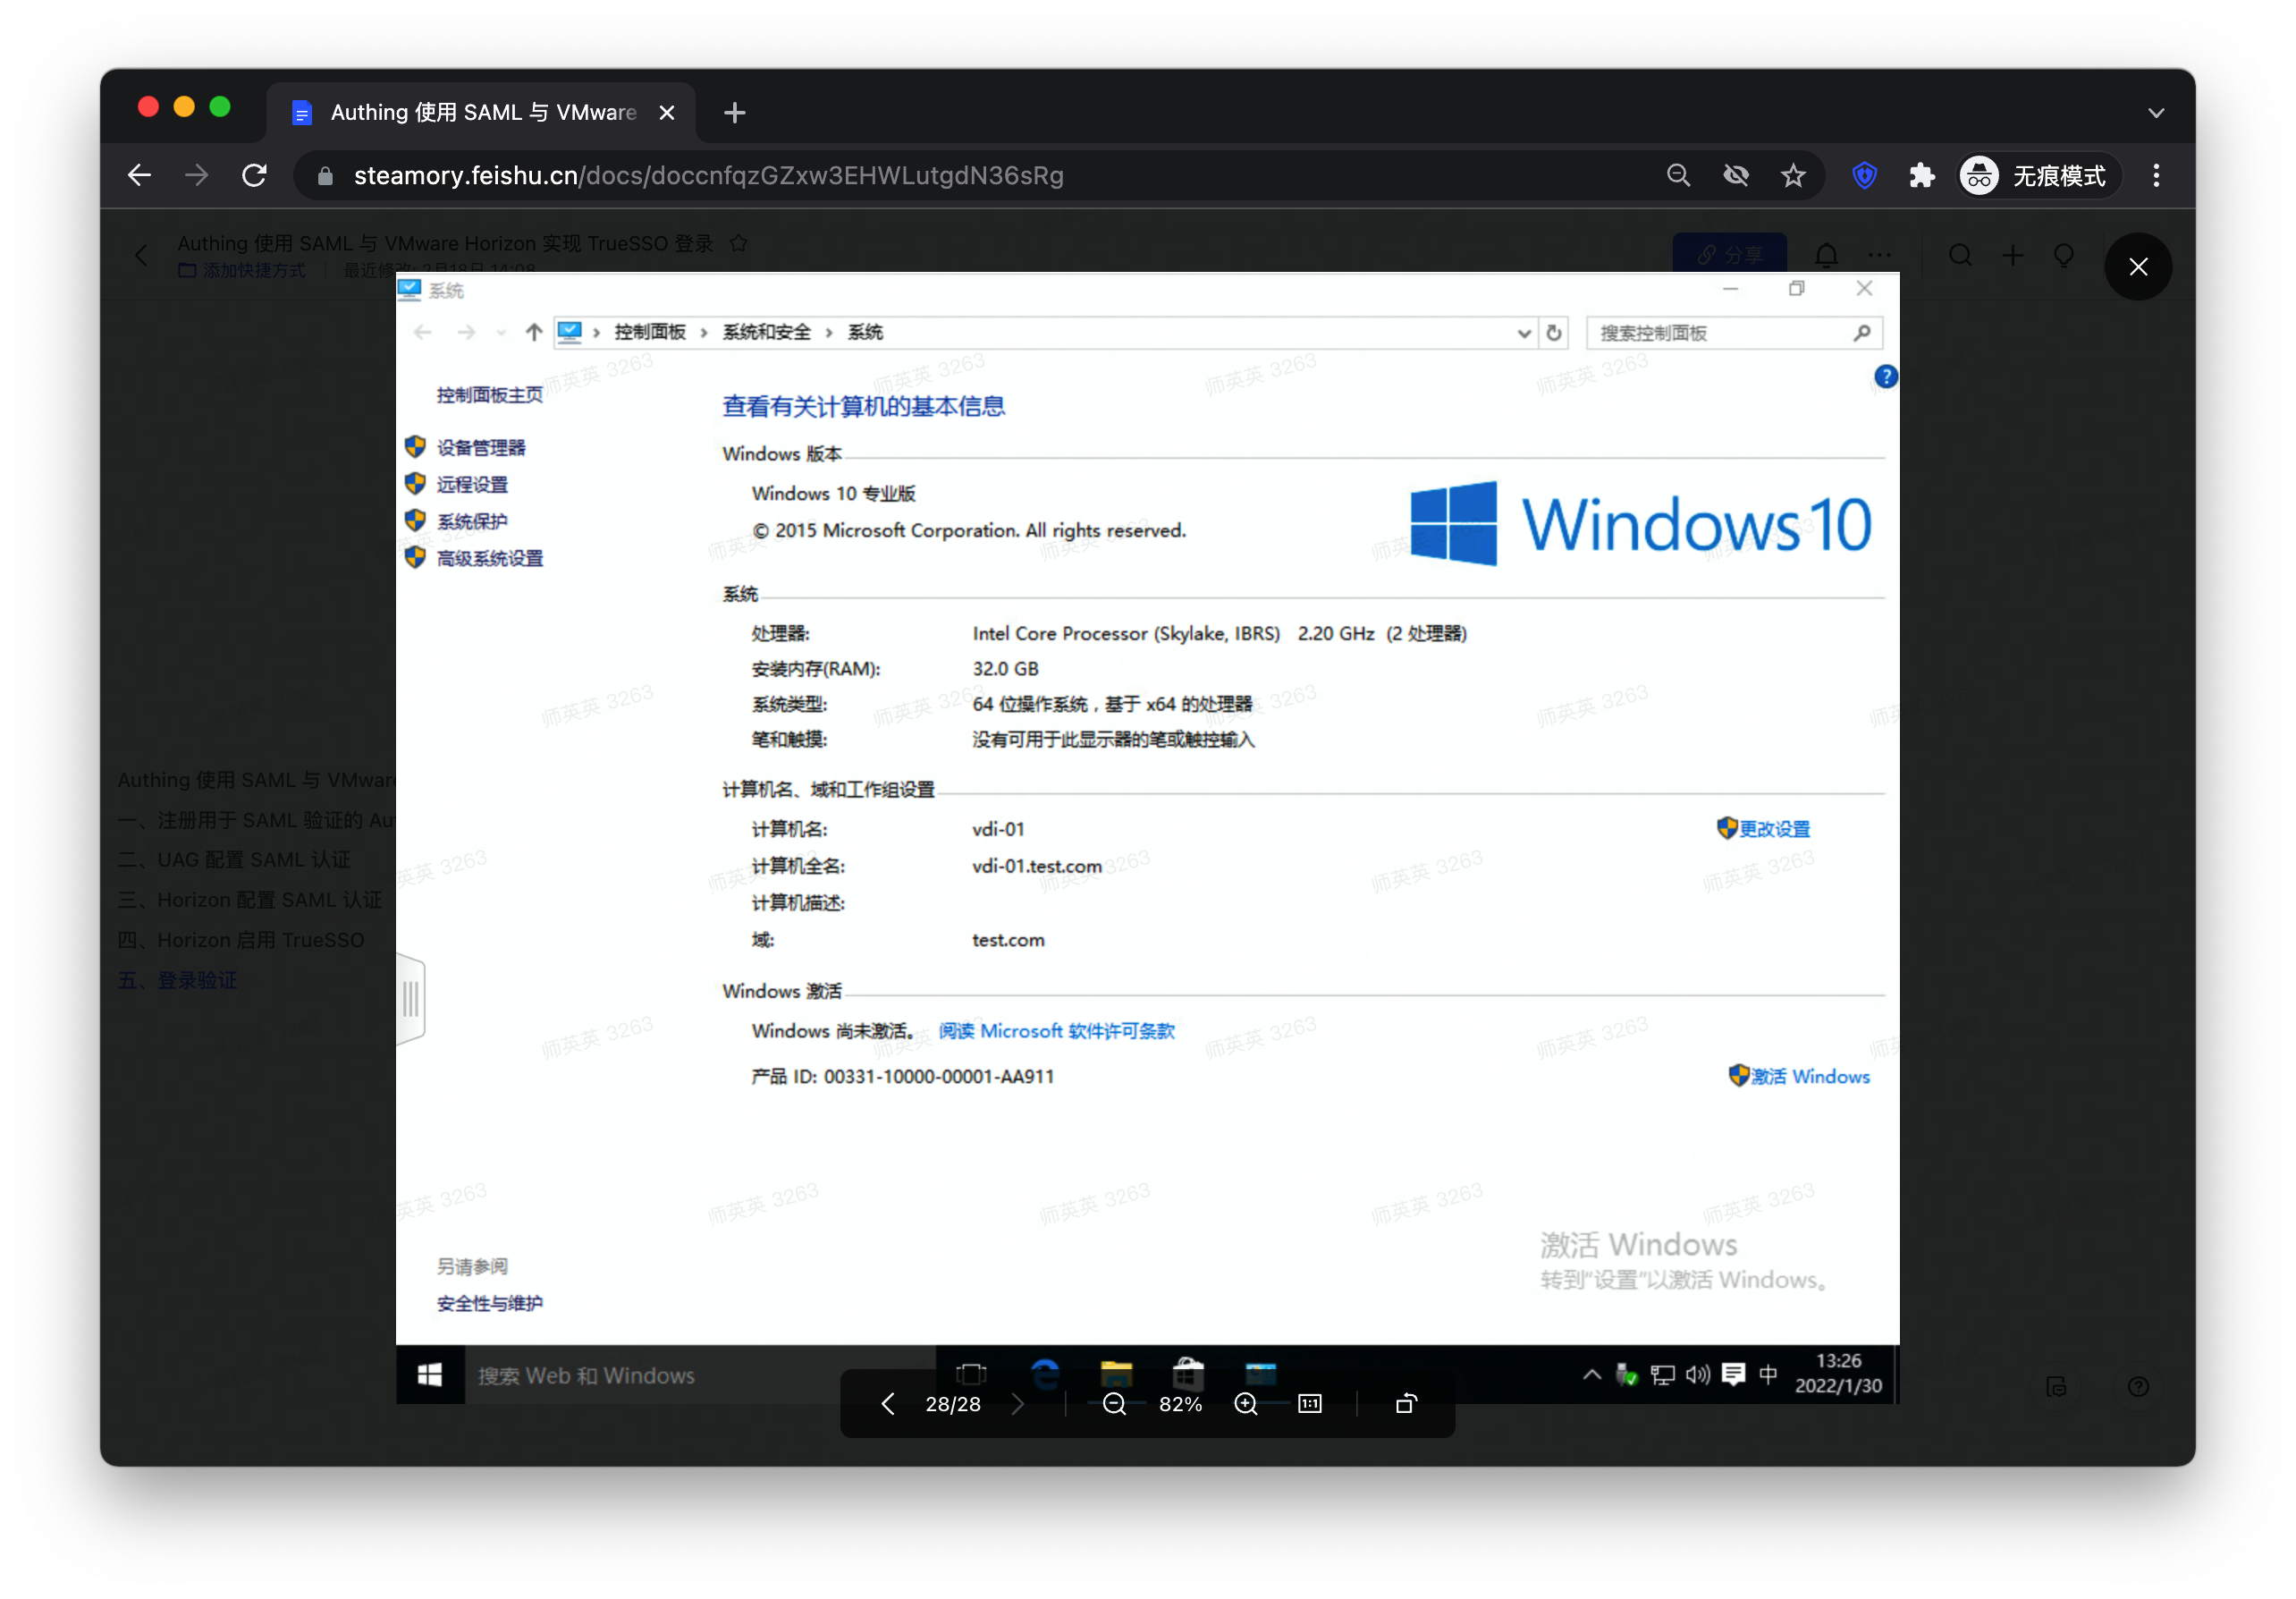 Authing 使用 SAML 与 VMware
steamory.feishu.cn/docs/doccnfqzGZxw3EHWLutgdN36sRg
无痕模式
Authing 使用 SAML 与 VMware Horizon 实现 TrueSSO 登录
添加快捷方式
最近修改: 2月18日 14:08
分享
Authing 使用 SAML 与 VMware
一、注册用于 SAML 验证的 Au
二、UAG 配置 SAML 认证
三、Horizon 配置 SAML 认证
四、Horizon 启用 TrueSSO
五、登录验证
系统
控制面板 系统和安全 系统
搜索控制面板
控制面板主页
设备管理器
远程设置
系统保护
高级系统设置
查看有关计算机的基本信息
Windows 版本
Windows 10 专业版
© 2015 Microsoft Corporation. All rights reserved.
Windows10
系统
处理器: Intel Core Processor (Skylake, IBRS) 2.20 GHz (2 处理器)
安装内存(RAM): 32.0 GB
系统类型: 64 位操作系统，基于 x64 的处理器
笔和触摸: 没有可用于此显示器的笔或触控输入
计算机名、域和工作组设置
计算机名: vdi-01
更改设置
计算机全名: vdi-01.test.com
计算机描述:
域: test.com
Windows 激活
Windows 尚未激活。 阅读 Microsoft 软件许可条款
产品 ID: 00331-10000-00001-AA911
激活 Windows
师英英 3263
激活 Windows
转到"设置"以激活 Windows。
另请参阅
安全性与维护
搜索 Web 和 Windows
中
13:26
2022/1/30
28/28
82%
1:1